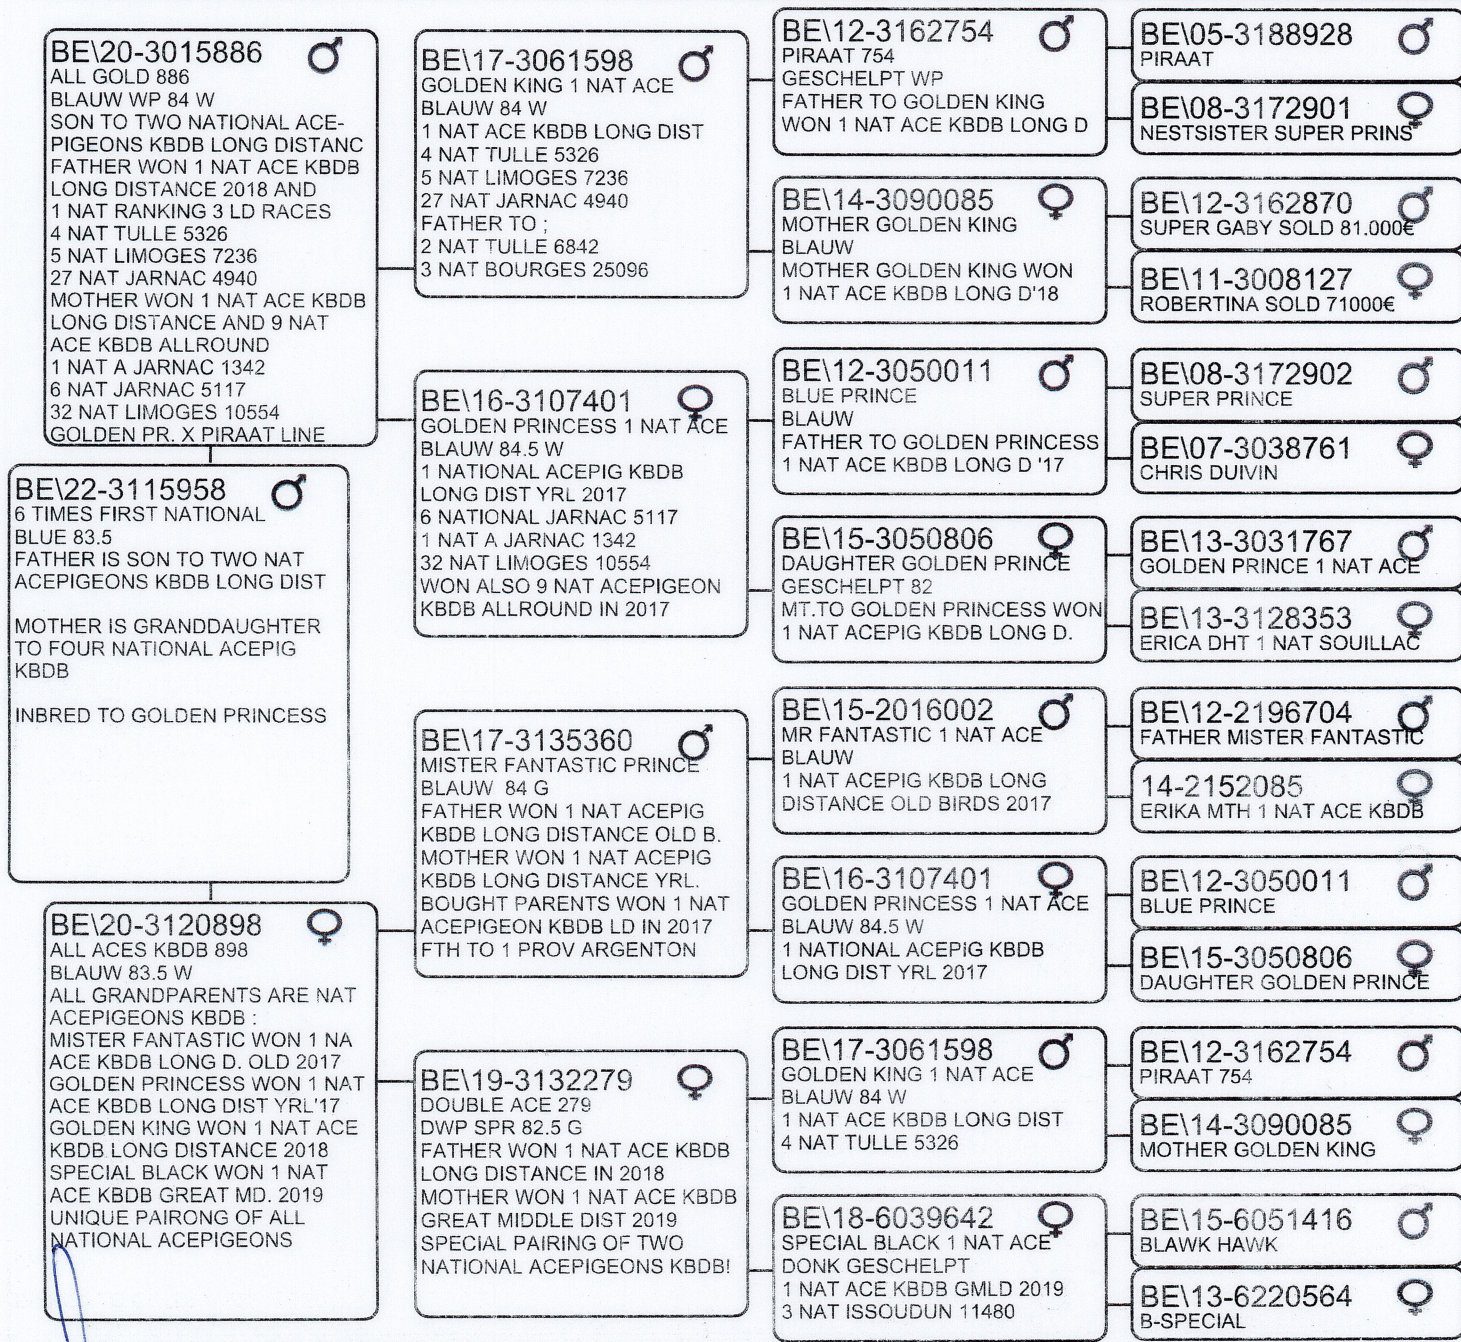 BE\20-3015886
ALL GOLD 886
BLAUW WP 84 W
SON TO TWO NATIONAL ACE-
PIGEONS KBDB LONG DISTANC
FATHER WON 1 NAT ACE KBDB
LONG DISTANCE 2018 AND
1 NAT RANKING 3 LD RACES
4 NAT TULLE 5326
5 NAT LIMOGES 7236
27 NAT JARNAC 4940
MOTHER WON 1 NAT ACE KBDB
LONG DISTANCE AND 9 NAT
ACE KBDB ALLROUND
1 NAT A JARNAC 1342
6 NAT JARNAC 5117
32 NAT LIMOGES 10554
GOLDEN PR. X PIRAAT LINE
BE\22-3115958
6 TIMES FIRST NATIONAL
BLUE 83.5
FATHER IS SON TO TWO NAT
ACEPIGEONS KBDB LONG DIST
MOTHER IS GRANDDAUGHTER
TO FOUR NATIONAL ACEPIG
KBDB
INBRED TO GOLDEN PRINCESS
BE\20-3120898
ALL ACES KBDB 898
BLAUW 83.5 W
ALL GRANDPARENTS ARE NAT
ACEPIGEONS KBDB :
MISTER FANTASTIC WON 1 NA
ACE KBDB LONG D. OLD 2017
GOLDEN PRINCESS WON 1 NAT
ACE KBDB LONG DIST YRL'17
GOLDEN KING WON 1 NAT ACE
KBDB LONG DISTANCE 2018
SPECIAL BLACK WON 1 NAT
ACE KBDB GREAT MD. 2019
UNIQUE PAIRONG OF ALL
NATIONAL ACEPIGEONS
BE\17-3061598
GOLDEN KING 1 NAT ACE
BLAUW 84 W
1 NAT ACE KBDB LONG DIST
4 NAT TULLE 5326
5 NAT LIMOGES 7236
27 NAT JARNAC 4940
FATHER TO ;
2 NAT TULLE 6842
3 NAT BOURGES 25096
BE\16-3107401
GOLDEN PRINCESS 1 NAT ACE
BLAUW 84.5 W
1 NATIONAL ACEPIG KBDB
LONG DIST YRL 2017
6 NATIONAL JARNAC 5117
1 NAT A JARNAC 1342
32 NAT LIMOGES 10554
WON ALSO 9 NAT ACEPIGEON
KBDB ALLROUND IN 2017
BE\17-3135360
MISTER FANTASTIC PRINCE
BLAUW 84 G
FATHER WON 1 NAT ACEPIG
KBDB LONG DISTANCE OLD B.
MOTHER WON 1 NAT ACEPIG
KBDB LONG DISTANCE YRL.
BOUGHT PARENTS WON 1 NAT
ACEPIGEON KBDB LD IN 2017
FTH TO 1 PROV ARGENTON
BE\19-3132279
DOUBLE ACE 279
DWP SPR 82.5 G
FATHER WON 1 NAT ACE KBDB
LONG DISTANCE IN 2018
MOTHER WON 1 NAT ACE KBDB
GREAT MIDDLE DIST 2019
SPECIAL PAIRING OF TWO
NATIONAL ACEPIGEONS KBDB!
BE\12-3162754
PIRAAT 754
GESCHELPT WP
FATHER TO GOLDEN KING
WON 1 NAT ACE KBDB LONG D
BE\14-3090085
MOTHER GOLDEN KING
BLAUW
MOTHER GOLDEN KING WON
1 NAT ACE KBDB LONG D'18
BE\12-3050011
BLUE PRINCE
BLAUW
FATHER TO GOLDEN PRINCESS
1 NAT ACE KBDB LONG D '17
BE\15-3050806
DAUGHTER GOLDEN PRINCE
GESCHELPT 82
MT.TO GOLDEN PRINCESS WON
1 NAT ACEPIG KBDB LONG D.
BE\15-2016002
MR FANTASTIC 1 NAT ACE
BLAUW
1 NAT ACEPIG KBDB LONG
DISTANCE OLD BIRDS 2017
BE\16-3107401
GOLDEN PRINCESS 1 NAT ACE
BLAUW 84.5 W
1 NATIONAL ACEPIG KBDB
LONG DIST YRL 2017
BE\17-3061598
GOLDEN KING 1 NAT ACE
BLAUW 84 W
1 NAT ACE KBDB LONG DIST
4 NAT TULLE 5326
BE\18-6039642
SPECIAL BLACK 1 NAT ACE
DONK GESCHELPT
1 NAT ACE KBDB GMLD 2019
3 NAT ISSOUDUN 11480
BE\05-3188928
PIRAAT
BE\08-3172901
NESTSISTER SUPER PRINS
BE\12-3162870
SUPER GABY SOLD 81.000€
BE\11-3008127
ROBERTINA SOLD 71000€
BE\08-3172902
SUPER PRINCE
BE\07-3038761
CHRIS DUIVIN
BE\13-3031767
GOLDEN PRINCE 1 NAT ACE
BE\13-3128353
ERICA DHT 1 NAT SOUILLAC
BE\12-2196704
FATHER MISTER FANTASTIC
14-2152085
ERIKA MTH 1 NAT ACE KBDB
BE\12-3050011
BLUE PRINCE
BE\15-3050806
DAUGHTER GOLDEN PRINCE
BE\12-3162754
PIRAAT 754
BE\14-3090085
MOTHER GOLDEN KING
BE\15-6051416
BLAWK HAWK
BE\13-6220564
B-SPECIAL